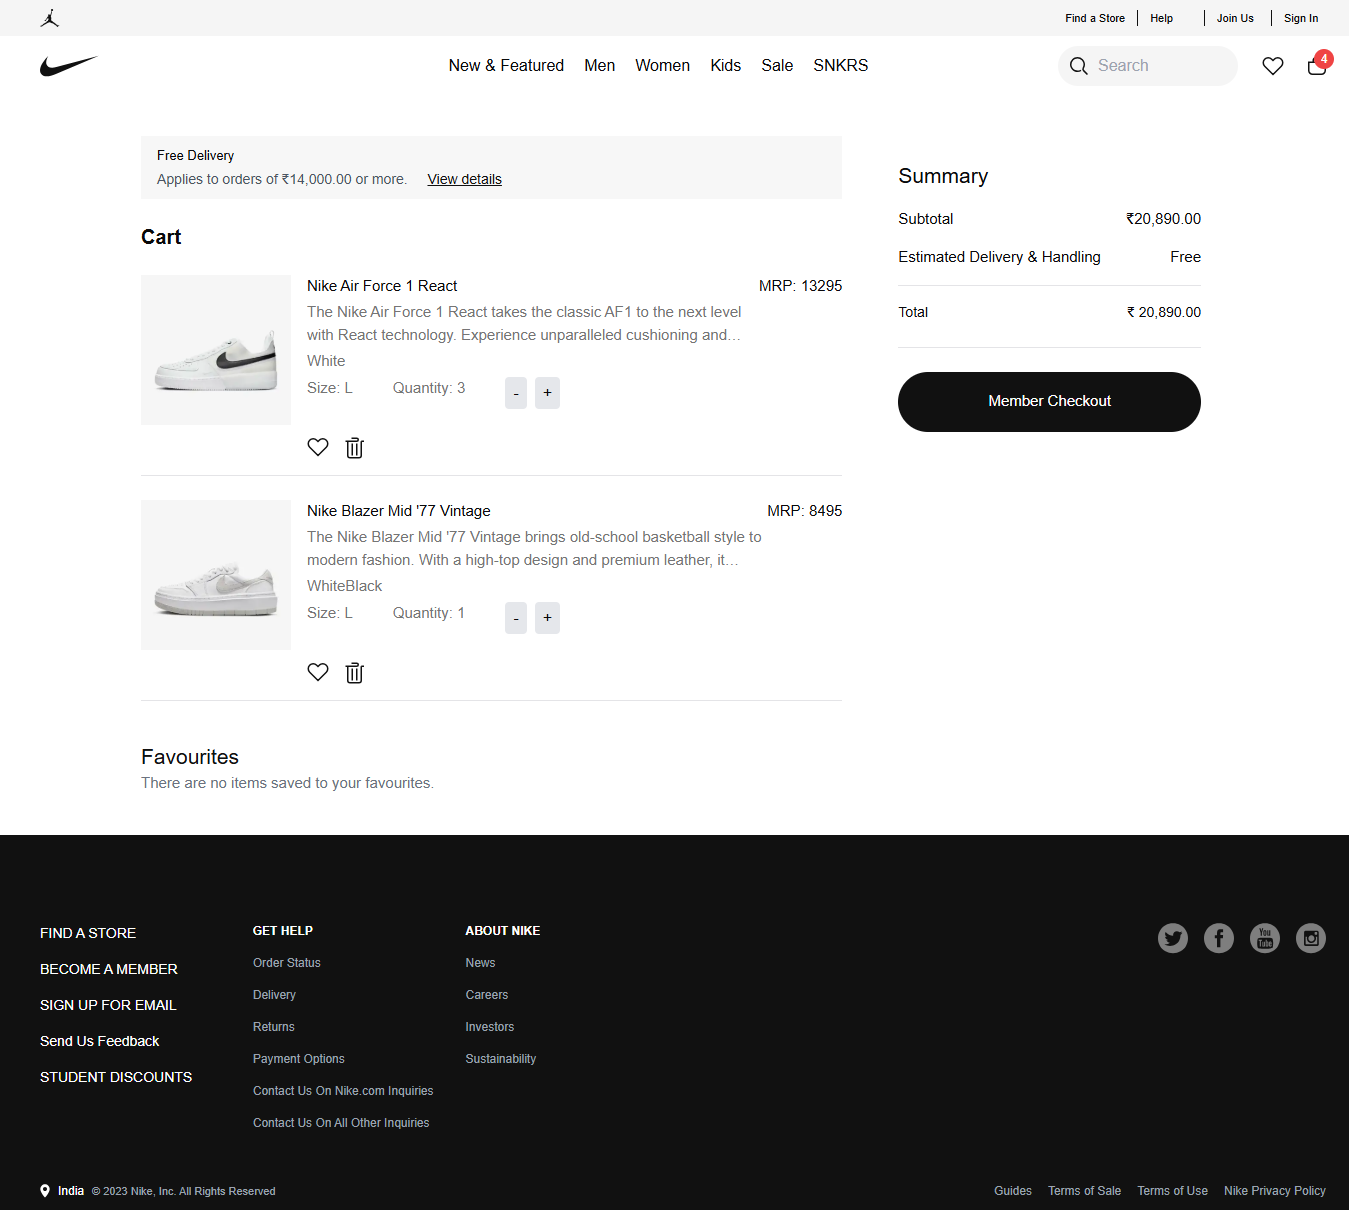 Find a Store
Help
Join Us
Sign In
New & Featured
Men
Women
Kids
Sale
SNKRS
Search
4
Free Delivery
Applies to orders of ₹14,000.00 or more.
View details
Cart
Nike Air Force 1 React
MRP: 13295
The Nike Air Force 1 React takes the classic AF1 to the next level
with React technology. Experience unparalleled cushioning and…
White
Size: L
Quantity: 3
-
+
Nike Blazer Mid '77 Vintage
MRP: 8495
The Nike Blazer Mid '77 Vintage brings old-school basketball style to
modern fashion. With a high-top design and premium leather, it…
WhiteBlack
Size: L
Quantity: 1
-
+
Favourites
There are no items saved to your favourites.
Summary
Subtotal
₹20,890.00
Estimated Delivery & Handling
Free
Total
₹ 20,890.00
Member Checkout
FIND A STORE
BECOME A MEMBER
SIGN UP FOR EMAIL
Send Us Feedback
STUDENT DISCOUNTS
GET HELP
Order Status
Delivery
Returns
Payment Options
Contact Us On Nike.com Inquiries
Contact Us On All Other Inquiries
ABOUT NIKE
News
Careers
Investors
Sustainability
You
Tube
India
© 2023 Nike, Inc. All Rights Reserved
Guides
Terms of Sale
Terms of Use
Nike Privacy Policy